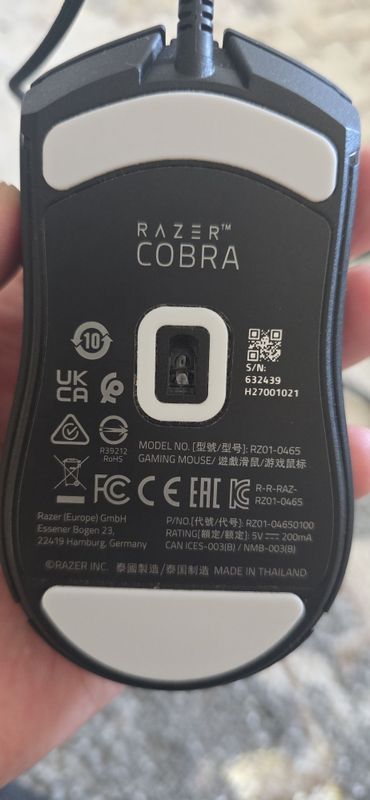 RAZER™
COBRA
10
S/N:
632439
H27001021
UK
CA
R39212
RoHS
MODEL NO. [型號/型号]: RZ01-0465
GAMING MOUSE/ 遊戲滑鼠/游戏鼠标
FC CE EAC
R-R-RAZ-
RZ01-0465
Razer (Europe) GmbH
Essener Bogen 23,
22419 Hamburg, Germany
P/NO.[代號/代号]: RZ01-04650100
RATING[額定/额定]: 5V⎓200mA
CAN ICES-003(B) / NMB-003(B)
©RAZER INC. 泰國製造/泰国制造 MADE IN THAILAND